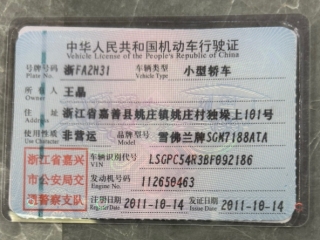 中华人民共和国机动车行驶证
Vehicle License of the People's Republic of China
号牌号码 浙FA2H31 车辆类型 小型轿车
Plate No. Vehicle Type
所有人 王晶
Owner
住址 浙江省嘉善县姚庄镇姚庄村独埭上101号
Address
使用性质 非营运 品牌型号 雪佛兰牌SGM7188ATA
Use Character Model
浙江省嘉兴
市公安局交
通警察支队
车辆识别代号 LSGPC54R3BF092186
VIN
发动机号码 112650463
Engine No.
注册日期 2011-10-14 发证日期 2011-10-14
Register Date Issue Date